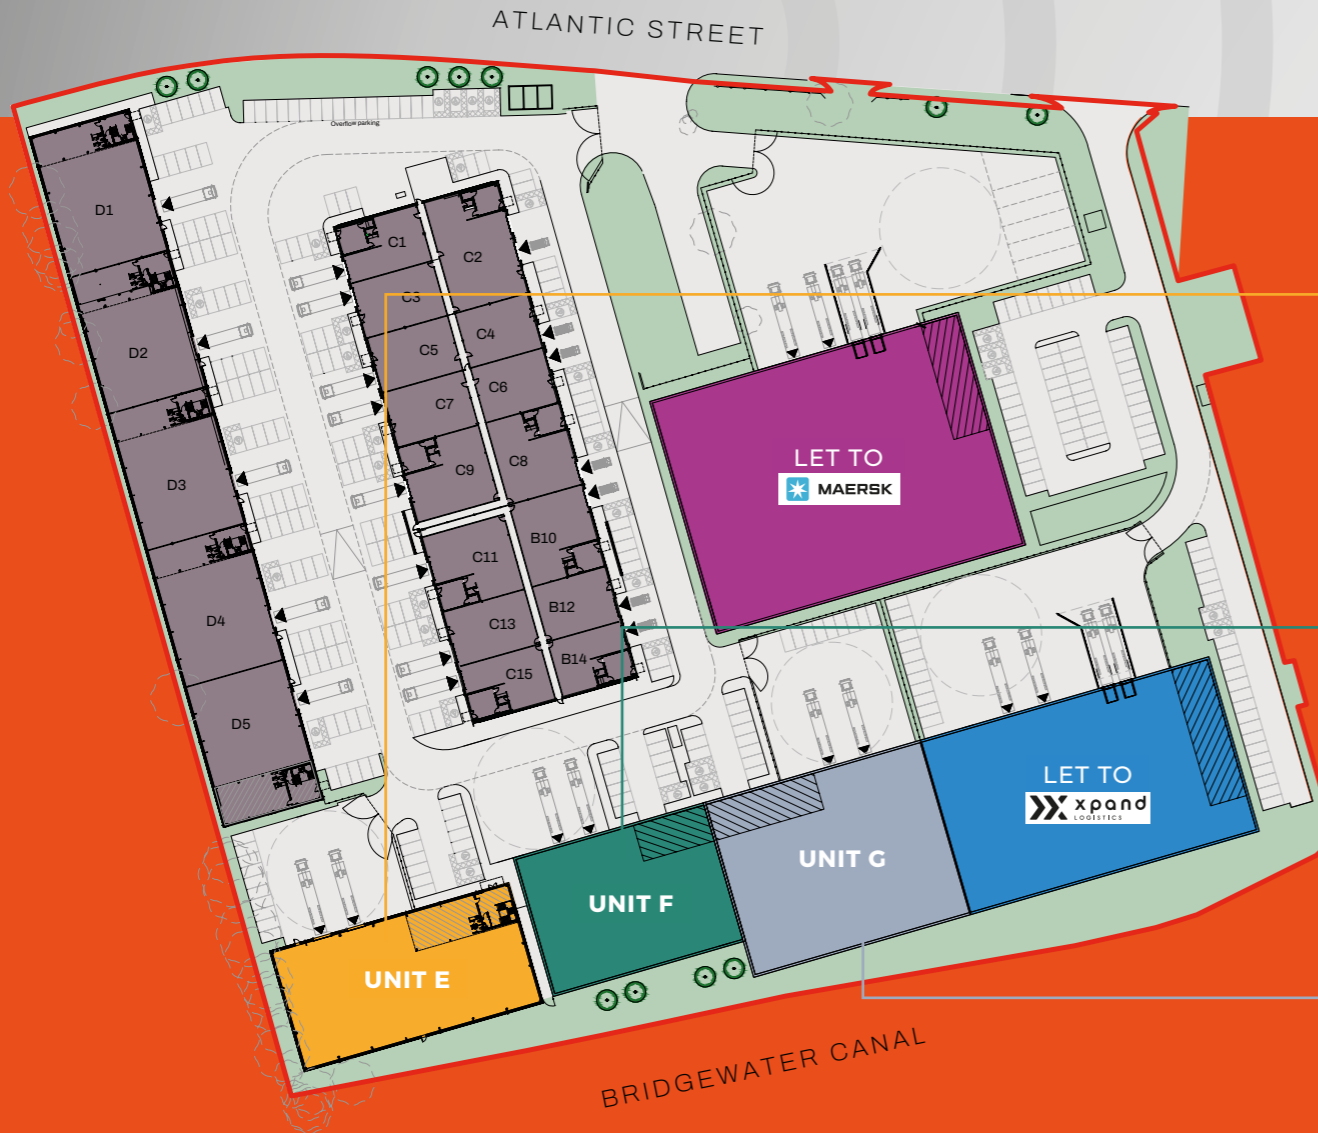 ATLANTIC STREET
Overflow parking
D1
D2
D3
D4
D5
C1
C2
C3
C4
C5
C6
C7
C8
C9
B10
C11
B12
C13
B14
C15
LET TO
MAERSK
LET TO
xpand
LOGISTICS
UNIT G
UNIT F
UNIT E
BRIDGEWATER CANAL